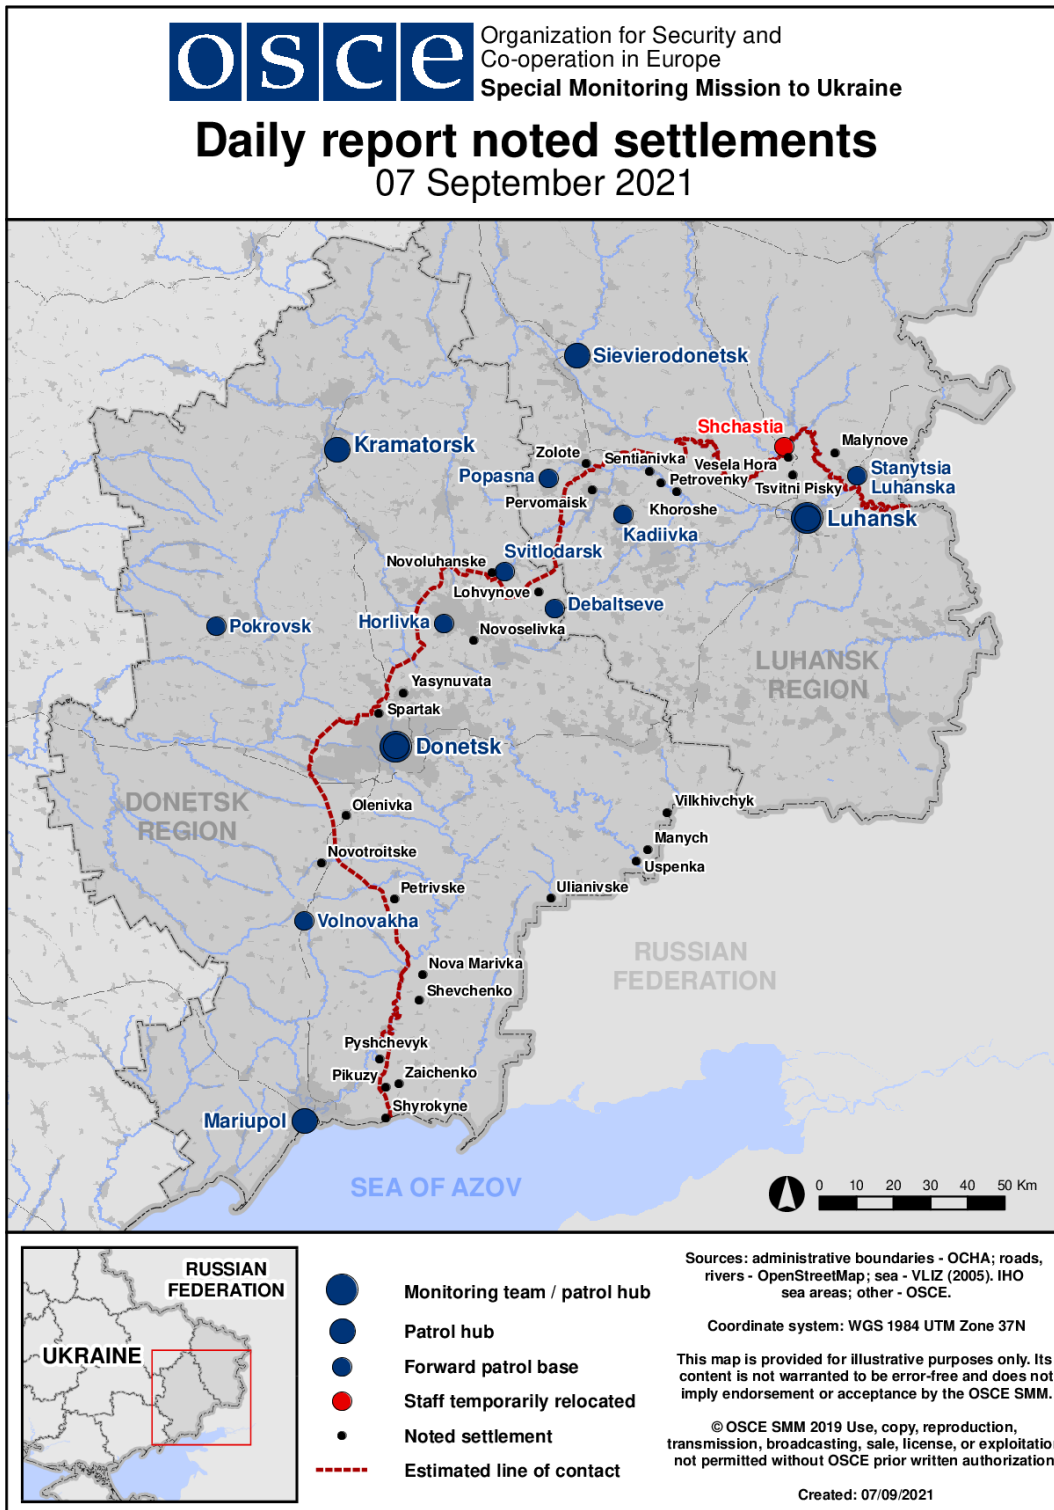 osce
Organization for Security and
Co-operation in Europe
Special Monitoring Mission to Ukraine
Daily report noted settlements
07 September 2021
Sievierodonetsk
Shchastia
Kramatorsk
Malynove
Zolote
Sentianivka
Vesela Hora
Popasna
Petrovenky
Stanytsia
Luhanska
Tsvitni Pisky
Pervomaisk
Khoroshe
Luhansk
Kadiivka
Svitlodarsk
Novoluhanske
Lohvynove
Debaltseve
Horlivka
Pokrovsk
Novoselivka
LUHANSK
REGION
Yasynuvata
Spartak
Donetsk
DONETSK
REGION
Olenivka
Vilkhivchyk
Manych
Novotroitske
Uspenka
Petrivske
Ulianivske
Volnovakha
RUSSIAN
FEDERATION
Nova Marivka
Shevchenko
Pyshchevyk
Pikuzy
Zaichenko
Shyrokyne
Mariupol
SEA OF AZOV
0 10 20 30 40 50 Km
RUSSIAN
FEDERATION
UKRAINE
Monitoring team / patrol hub
Patrol hub
Forward patrol base
Staff temporarily relocated
Noted settlement
Estimated line of contact
Sources: administrative boundaries - OCHA; roads,
rivers - OpenStreetMap; sea - VLIZ (2005). IHO
sea areas; other - OSCE.
Coordinate system: WGS 1984 UTM Zone 37N
This map is provided for illustrative purposes only. Its
content is not warranted to be error-free and does not
imply endorsement or acceptance by the OSCE SMM.
© OSCE SMM 2019 Use, copy, reproduction,
transmission, broadcasting, sale, license, or exploitatio
not permitted without OSCE prior written authorization
Created: 07/09/2021